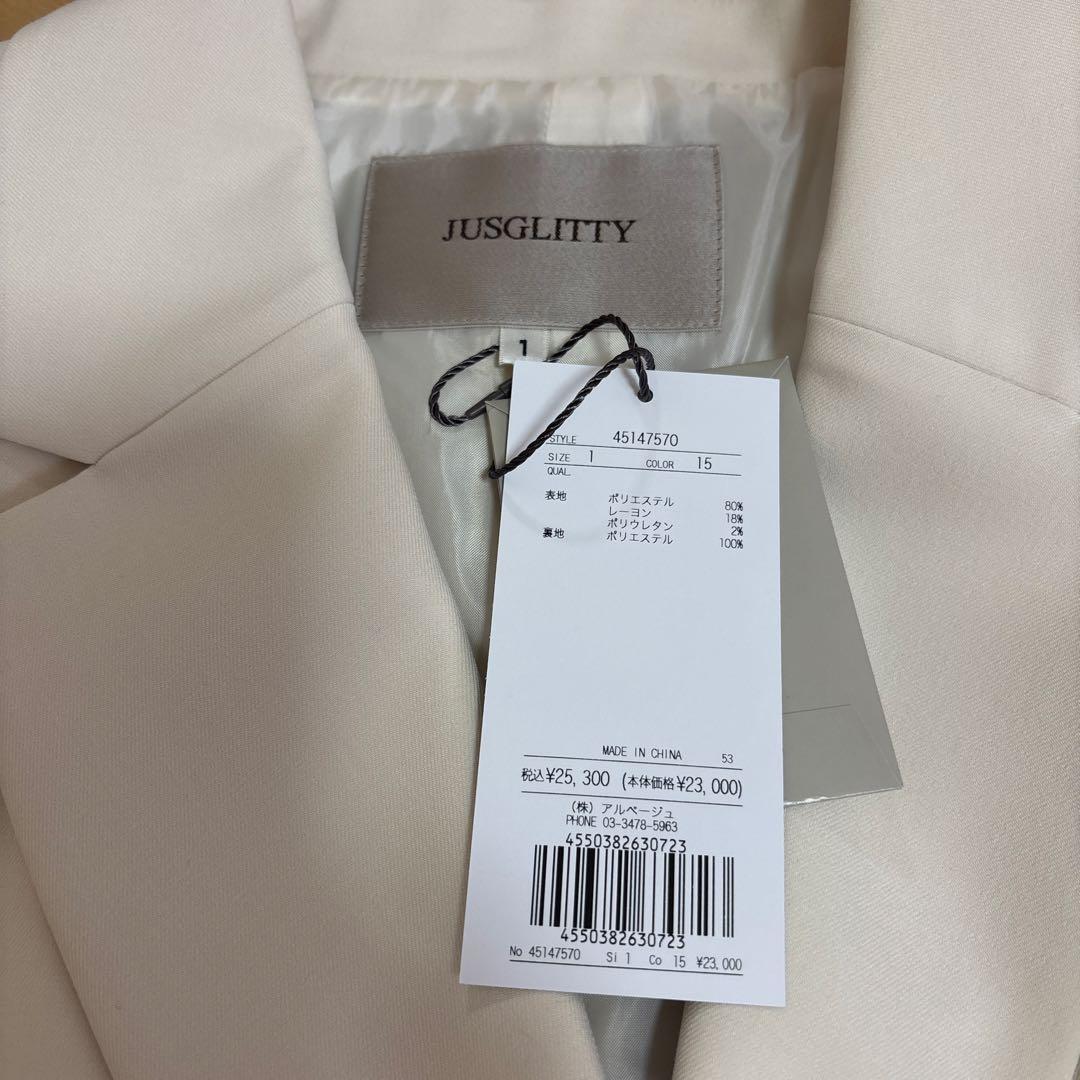 JUSGLITTY
1
STYLE 45147570
SIZE 1 COLOR 15
QUAL.
表地 ポリエステル 80%
レーヨン 18%
ポリウレタン 2%
裏地 ポリエステル 100%
MADE IN CHINA 53
税込¥25,300 (本体価格¥23,000)
(株) アルページュ
PHONE 03-3478-5963
4550382630723
4550382630723
No 45147570 Si 1 Co 15 ¥23,000